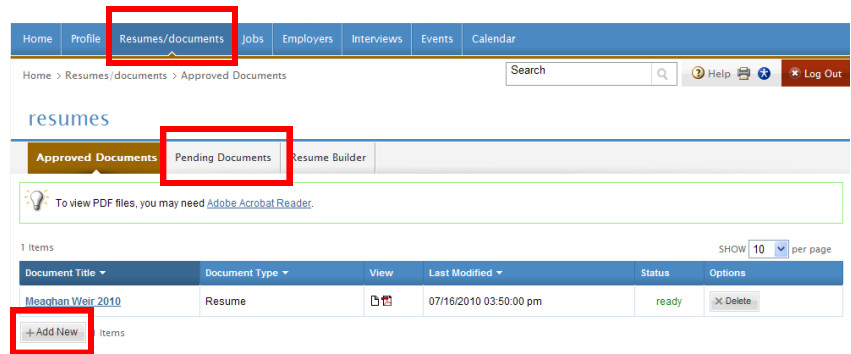 Home Profile Resumes/documents Jobs Employers Interviews Events Calendar
Home > Resumes/documents > Approved Documents Search Help Log Out
resumes
Approved Documents Pending Documents Resume Builder
To view PDF files, you may need Adobe Acrobat Reader.
1 Items SHOW 10 per page
Document Title Document Type View Last Modified Status Options
Meaghan Weir 2010 Resume 07/16/2010 03:50:00 pm ready Delete
+Add New 1 Items